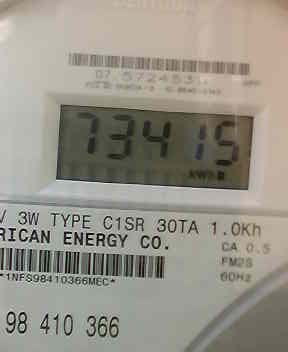 CENTRON
73415
kWh
V 3W TYPE C1SR 30TA 1.0Kh
RICAN ENERGY CO.
CA 0.5
FM2S
60Hz
*1NFS98410366MEC*
98 410 366